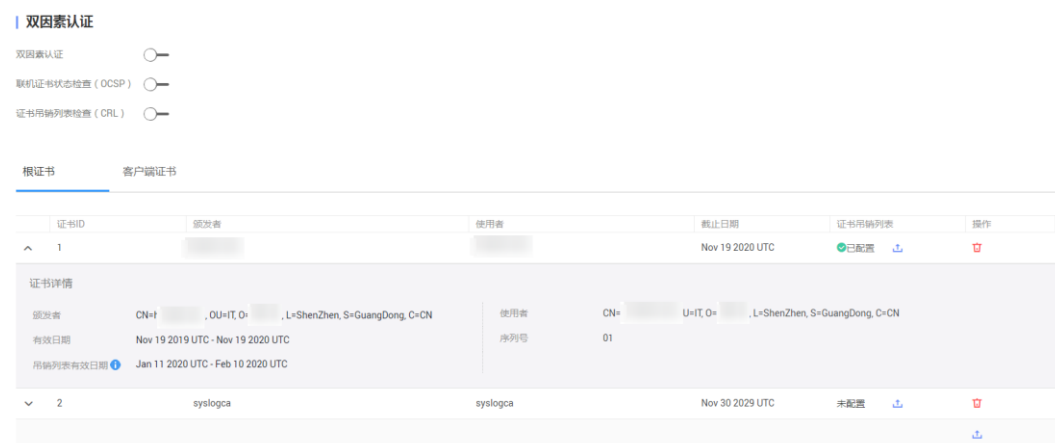 双因素认证
双因素认证
联机证书状态检查（OCSP）
证书吊销列表检查（CRL）
根证书 客户端证书
证书ID 颁发者 使用者 截止日期 证书吊销列表 操作
1 Nov 19 2020 UTC 已配置
证书详情
颁发者 CN= , OU=IT, O= , L=ShenZhen, S=GuangDong, C=CN 使用者 CN= U=IT, O= , L=ShenZhen, S=GuangDong, C=CN
有效日期 Nov 19 2019 UTC - Nov 19 2020 UTC 序列号 01
吊销列表有效日期 Jan 11 2020 UTC - Feb 10 2020 UTC
2 syslogca syslogca Nov 30 2029 UTC 未配置